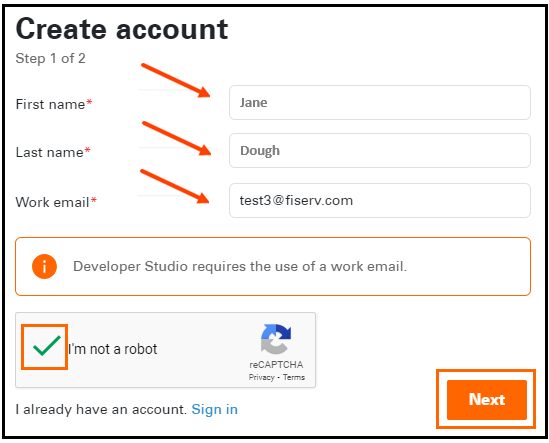 Create account
Step 1 of 2
First name* Jane
Last name* Dough
Work email* test3@fiserv.com
Developer Studio requires the use of a work email.
I'm not a robot
reCAPTCHA
Privacy - Terms
Next
I already have an account. Sign in